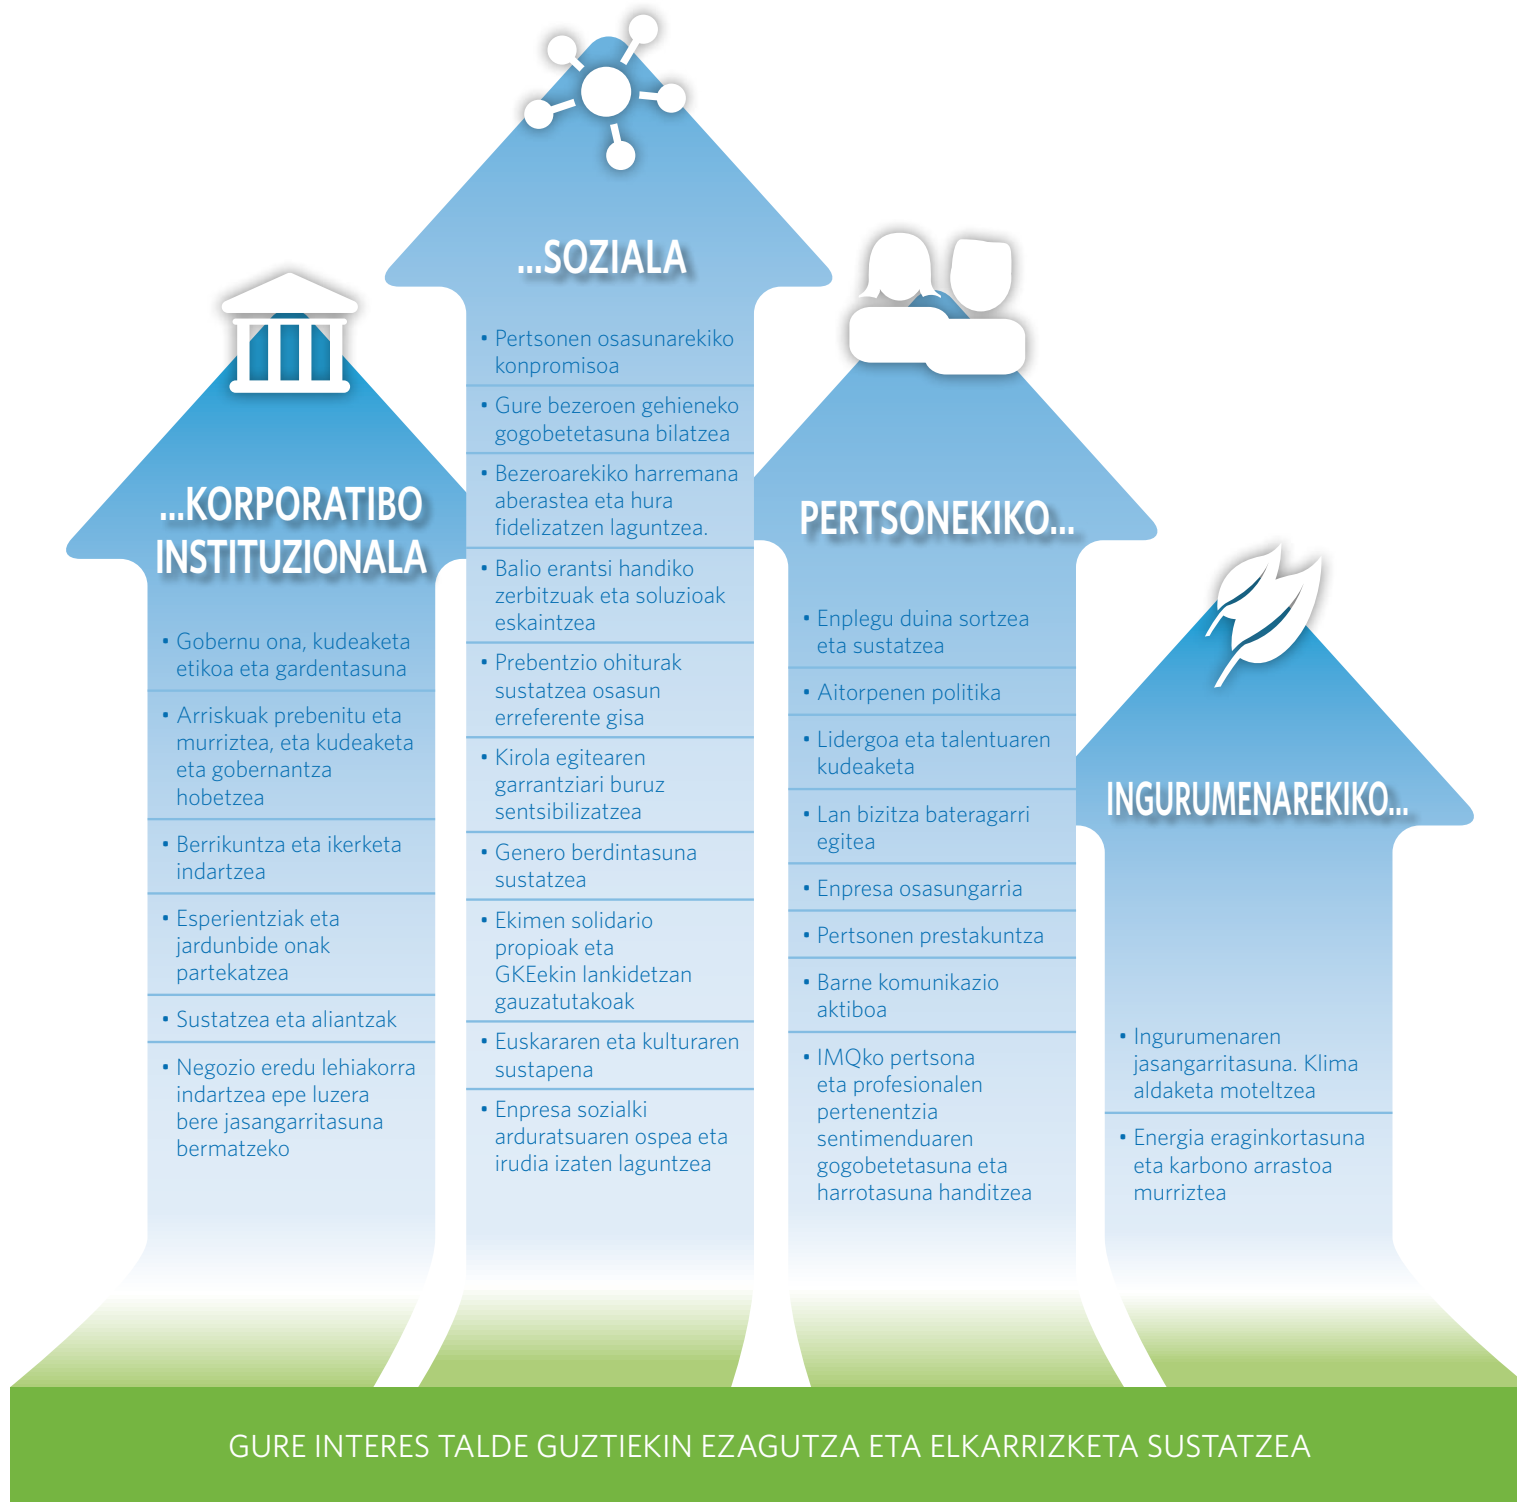 ...KORPORATIBO
INSTITUZIONALA
• Gobernu ona, kudeaketa
etikoa eta gardentasuna
• Arriskuak prebenitu eta
murriztea, eta kudeaketa
eta gobernantza
hobetzea
• Berrikuntza eta ikerketa
indartzea
• Esperientziak eta
jardunbide onak
partekatzea
• Sustatzea eta aliantzak
• Negozio eredu lehiakorra
indartzea epe luzera
bere jasangarritasuna
bermatzeko
...SOZIALA
• Pertsonen osasunarekiko
konpromisoa
• Gure bezeroen gehieneko
gogobetetasuna bilatzea
• Bezeroarekiko harremana
aberastea eta hura
fidelizatzen laguntzea.
• Balio erantsi handiko
zerbitzuak eta soluzioak
eskaintzea
• Prebentzio ohiturak
sustatzea osasun
erreferente gisa
• Kirola egitearen
garrantziari buruz
sentsibilizatzea
• Genero berdintasuna
sustatzea
• Ekimen solidario
propioak eta
GKEekin lankidetzan
gauzatutakoak
• Euskararen eta kulturaren
sustapena
• Enpresa sozialki
arduratsuaren ospea eta
irudia izaten laguntzea
PERTSONEKIKO...
• Enplegu duina sortzea
eta sustatzea
• Aitorpenen politika
• Lidergoa eta talentuaren
kudeaketa
• Lan bizitza bateragarri
egitea
• Enpresa osasungarria
• Pertsonen prestakuntza
• Barne komunikazio
aktiboa
• IMQko pertsona
eta profesionalen
pertenentzia
sentimenduaren
gogobetetasuna eta
harrotasuna handitzea
INGURUMENAREKIKO...
• Ingurumenaren
jasangarritasuna. Klima
aldaketa moteltzea
• Energia eraginkortasuna
eta karbono arrastoa
murriztea
GURE INTERES TALDE GUZTIEKIN EZAGUTZA ETA ELKARRIZKETA SUSTATZEA